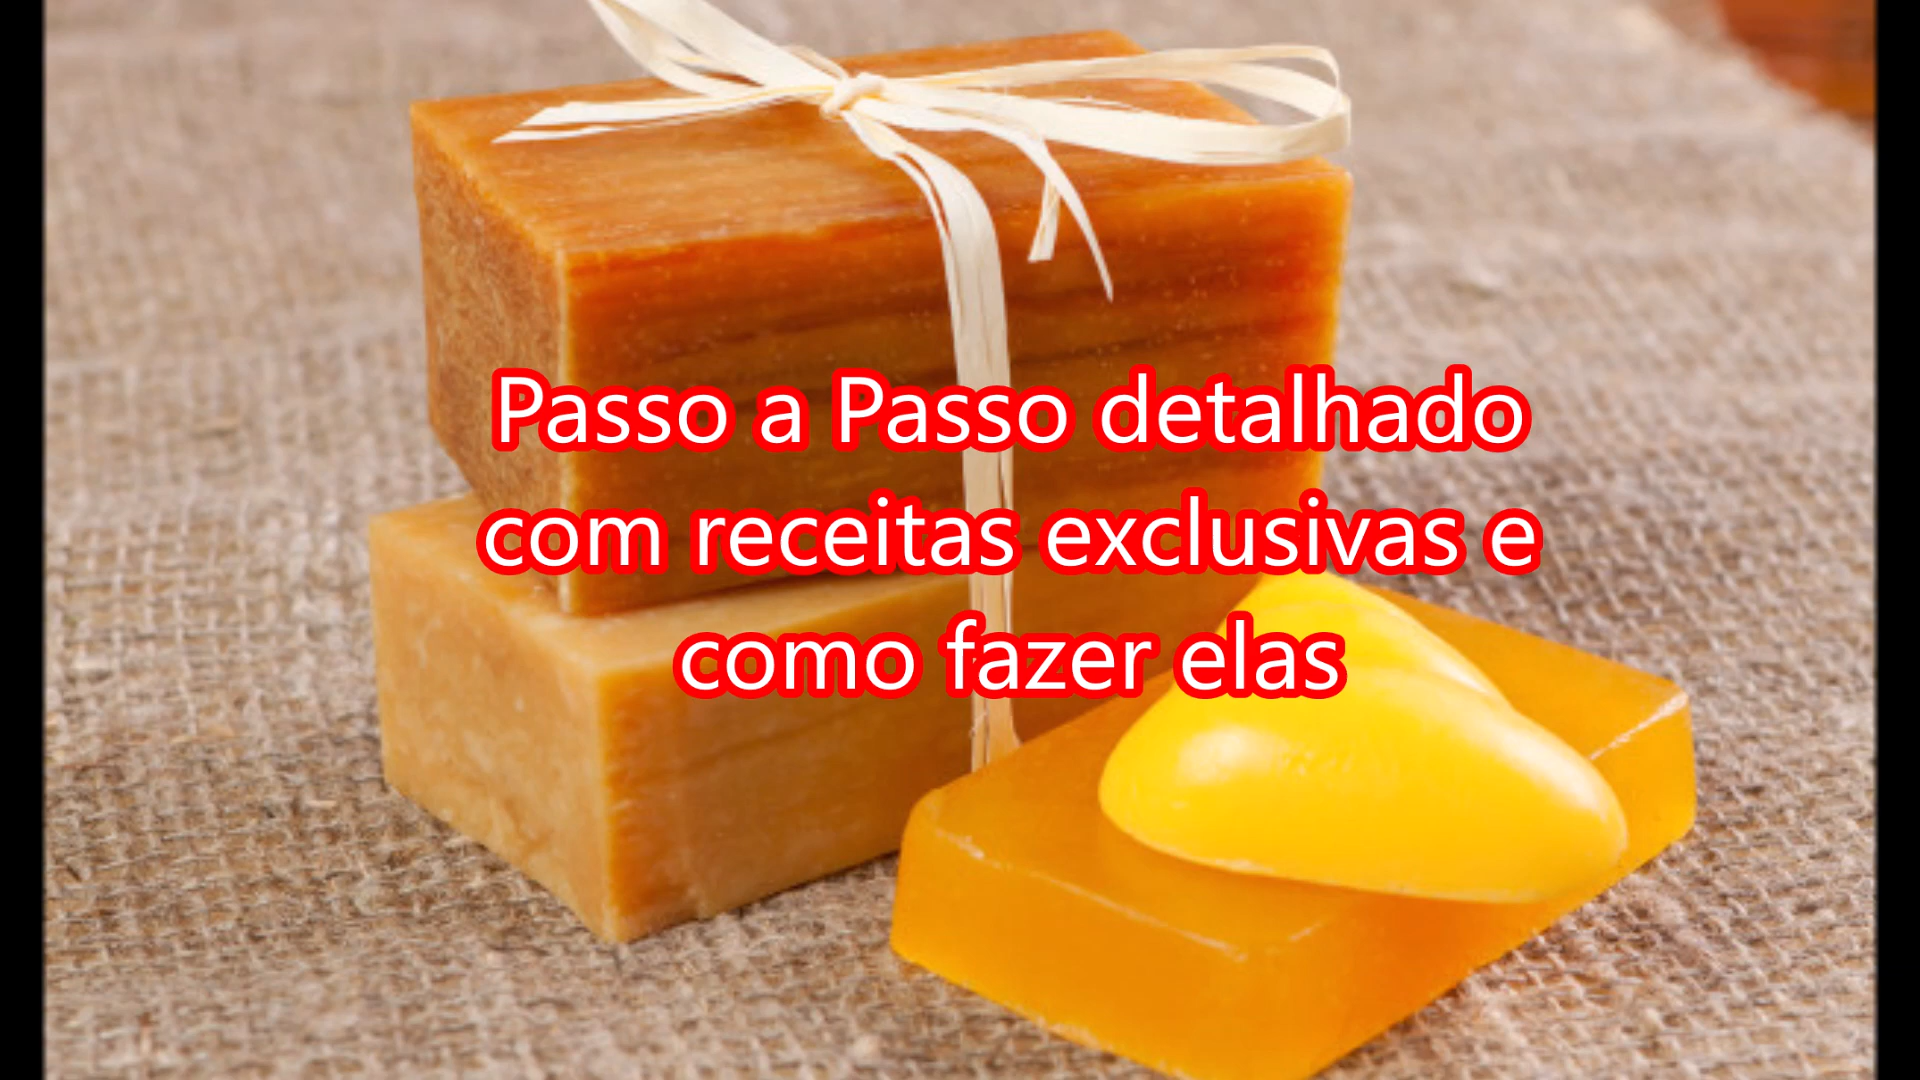 Passo a Passo detalhado
com receitas exclusivas e
como fazer elas